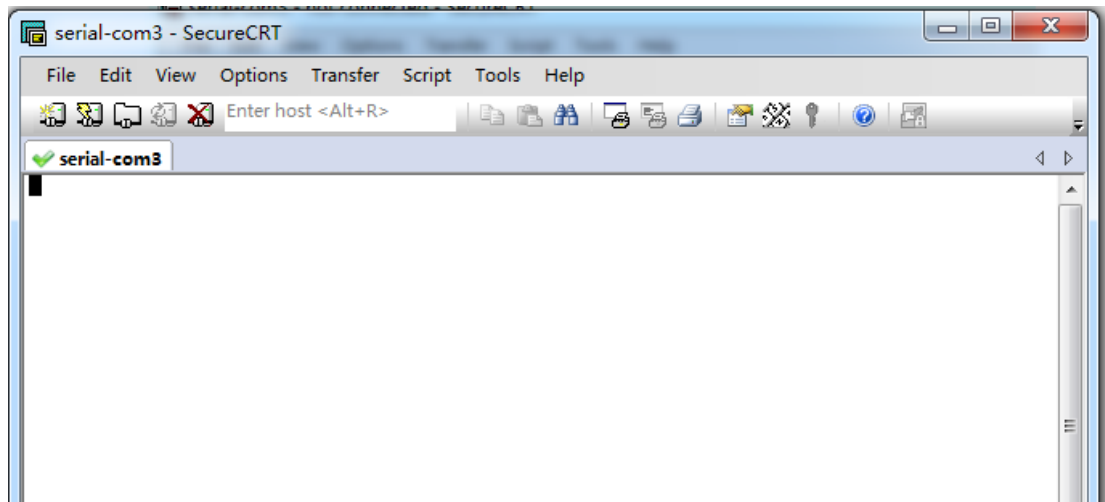 serial-com3 - SecureCRT
File Edit View Options Transfer Script Tools Help
Enter host <Alt+R>
serial-com3